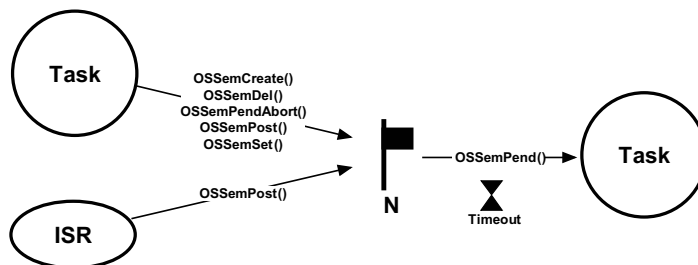 Task
OSSemCreate()
OSSemDel()
OSSemPendAbort()
OSSemPost()
OSSemSet()
OSSemPend()
Task
OSSemPost()
N
Timeout
ISR